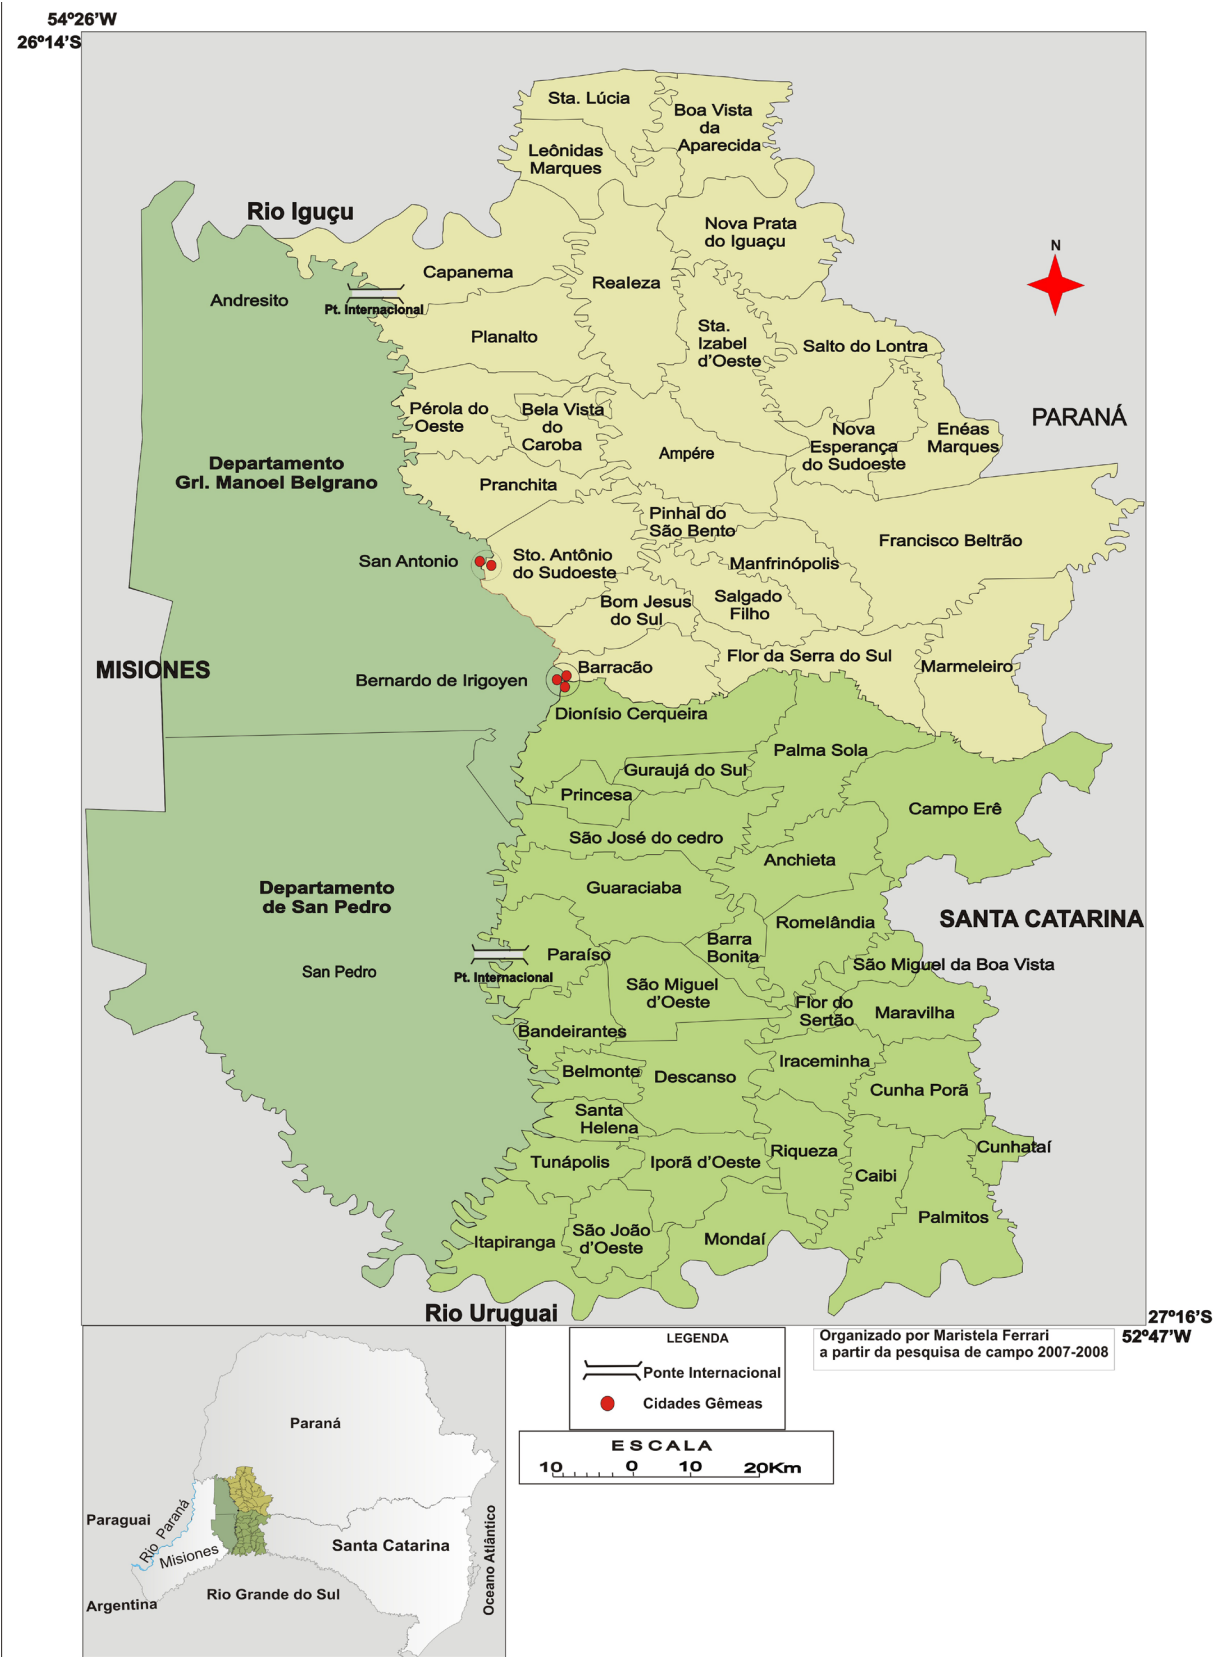 54º26’W
26º14’S
Sta. Lúcia
Boa Vista
da
Aparecida
Leônidas
Marques
Rio Iguçu
Nova Prata
do Iguaçu
N
Capanema
Realeza
Andresito
Pt. Internacional
Planalto
Sta.
Izabel
d’Oeste
Salto do Lontra
PARANÁ
Pérola do
Oeste
Bela Vista
do
Caroba
Nova
Esperança
do Sudoeste
Enéas
Marques
Ampére
Departamento
Grl. Manoel Belgrano
Pranchita
Pinhal do
São Bento
Francisco Beltrão
San Antonio
Sto. Antônio
do Sudoeste
Manfrinópolis
Bom Jesus
do Sul
Salgado
Filho
MISIONES
Barracão
Flor da Serra do Sul
Marmeleiro
Bernardo de Irigoyen
Dionísio Cerqueira
Palma Sola
Guraujá do Sul
Princesa
Campo Erê
São José do cedro
Anchieta
Departamento
de San Pedro
Guaraciaba
SANTA CATARINA
Romelândia
Barra
Bonita
Paraíso
São Miguel da Boa Vista
San Pedro
Pt. Internacional
São Miguel
d’Oeste
Flor do
Sertão
Maravilha
Bandeirantes
Iraceminha
Belmonte
Descanso
Cunha Porã
Santa
Helena
Cunhataí
Riqueza
Tunápolis
Iporã d’Oeste
Caibi
Palmitos
Itapiranga
São João
d’Oeste
Mondaí
Rio Uruguai
27º16’S
52º47’W
LEGENDA
Ponte Internacional
Cidades Gêmeas
Organizado por Maristela Ferrari
a partir da pesquisa de campo 2007-2008
ESCALA
10 0 10 20Km
Paraná
Paraguai
Rio Paraná
Misiones
Santa Catarina
Oceano Atlântico
Rio Grande do Sul
Argentina